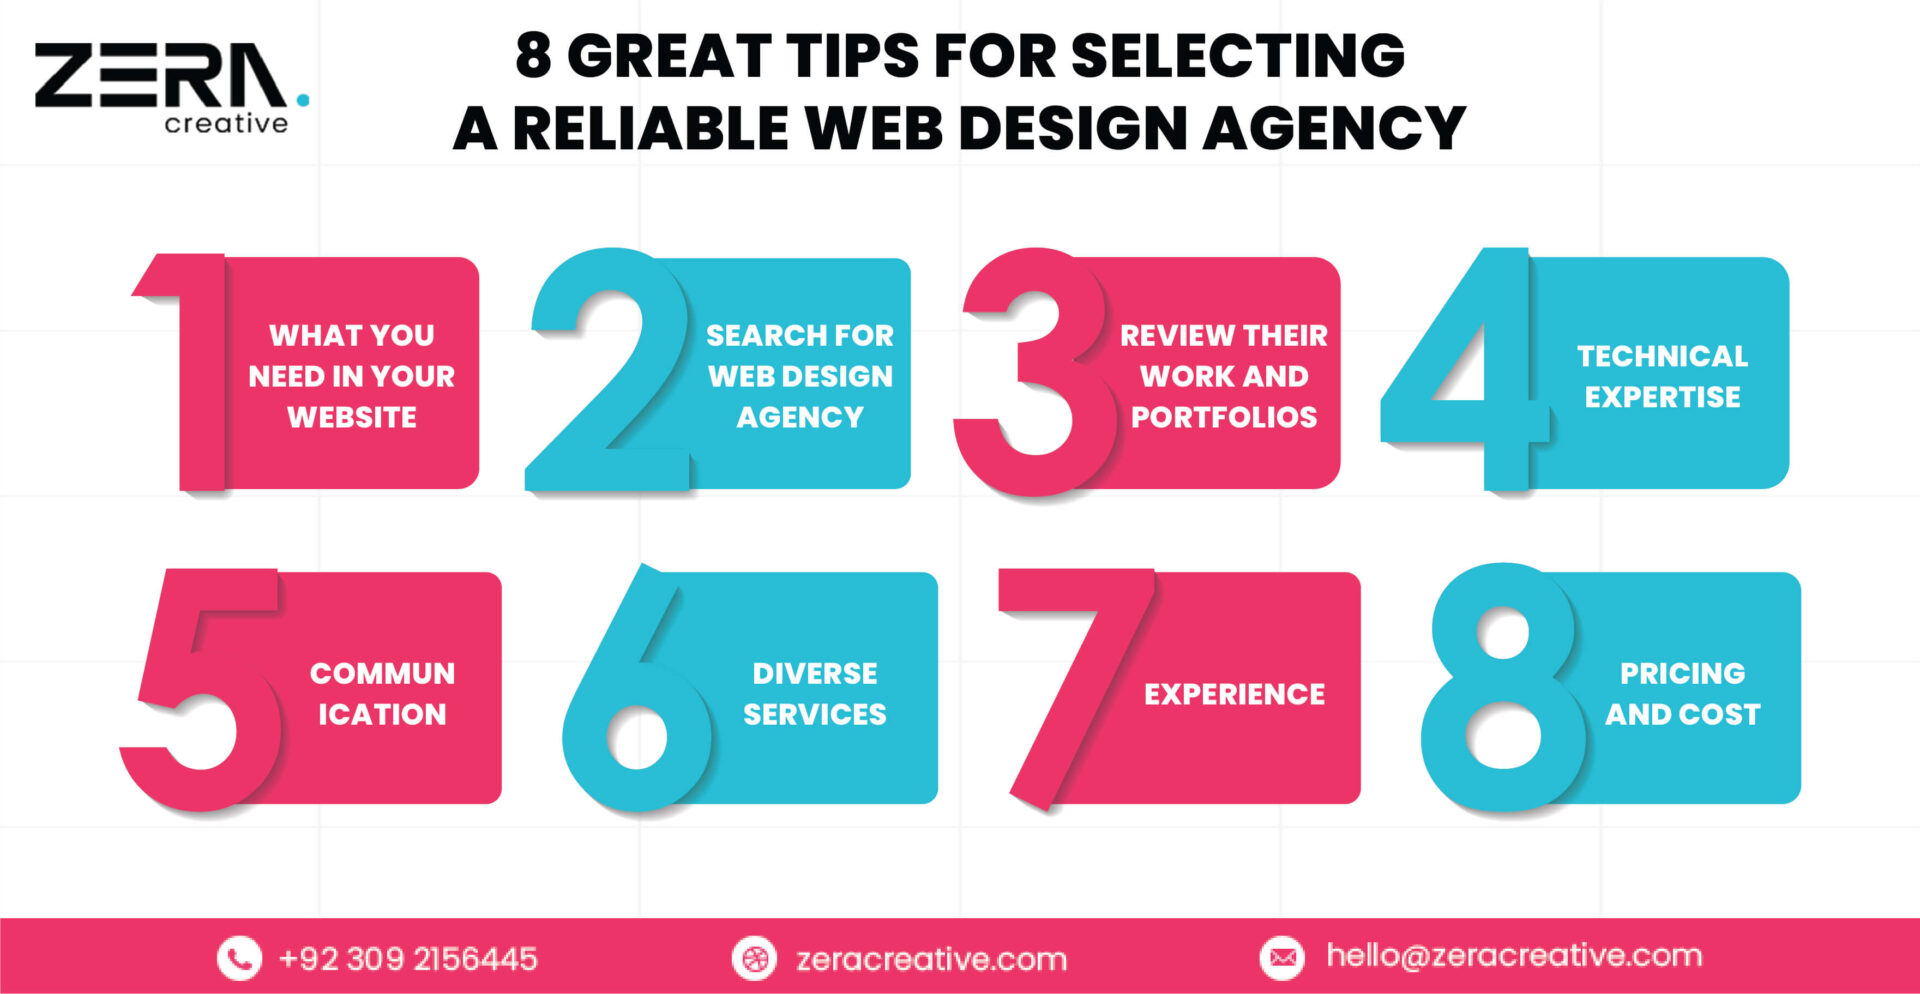 ZERA.
creative
8 GREAT TIPS FOR SELECTING
A RELIABLE WEB DESIGN AGENCY
1
WHAT YOU
NEED IN YOUR
WEBSITE
2
SEARCH FOR
WEB DESIGN
AGENCY
3
REVIEW THEIR
WORK AND
PORTFOLIOS
4
TECHNICAL
EXPERTISE
5
COMMUN
ICATION
6
DIVERSE
SERVICES
7
EXPERIENCE
8
PRICING
AND COST
+92 309 2156445
zeracreative.com
hello@zeracreative.com